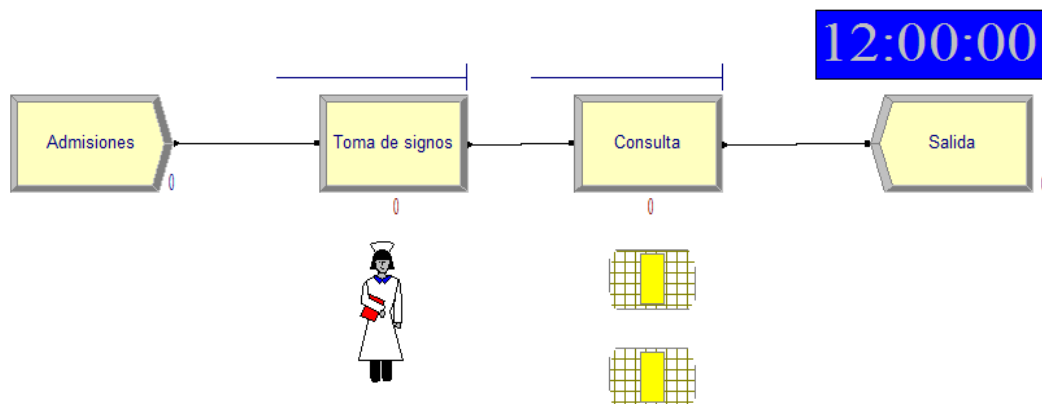 12:00:00
Admisiones
Toma de signos
Consulta
Salida
0
0
0